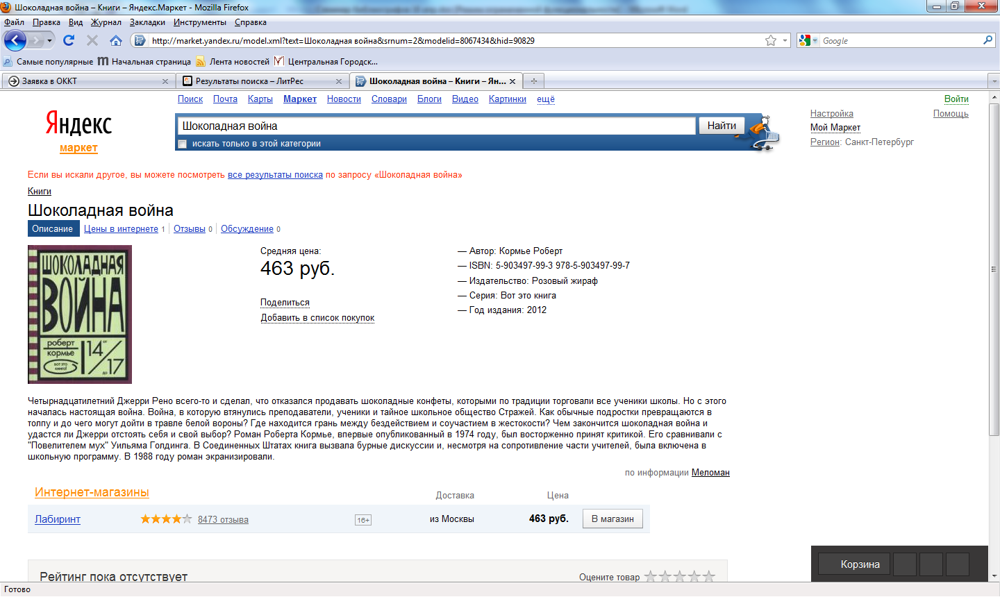 Шоколадная война – Книги – Яндекс.Маркет - Mozilla Firefox
Файл Правка Вид Журнал Закладки Инструменты Справка
http://market.yandex.ru/model.xml?text=Шоколадная война&srnum=2&modelid=8067434&hid=90829
Google
Самые популярные Начальная страница Лента новостей Центральная Городск...
Заявка в ОККТ Результаты поиска – ЛитРес Шоколадная война – Книги – Ян...
Поиск Почта Карты Маркет Новости Словари Блоги Видео Картинки ещё Войти
Яндекс
маркет
Шоколадная война Найти
искать только в этой категории
Настройка Помощь
Мой Маркет
Регион: Санкт-Петербург
Если вы искали другое, вы можете посмотреть все результаты поиска по запросу «Шоколадная война»
Книги
Шоколадная война
Описание Цены в интернете 1 Отзывы 0 Обсуждение 0
ШОКОЛАДНАЯ
ВОЙНА
роберт
кормье
вот это
книга!
от
14/17
до
Средняя цена:
463 руб.
Поделиться
Добавить в список покупок
— Автор: Кормье Роберт
— ISBN: 5-903497-99-3 978-5-903497-99-7
— Издательство: Розовый жираф
— Серия: Вот это книга
— Год издания: 2012
Четырнадцатилетний Джерри Рено всего-то и сделал, что отказался продавать шоколадные конфеты, которыми по традиции торговали все ученики школы. Но с этого
началась настоящая война. Война, в которую втянулись преподаватели, ученики и тайное школьное общество Стражей. Как обычные подростки превращаются в
толпу и до чего могут дойти в травле белой вороны? Где находится грань между бездействием и соучастием в жестокости? Чем закончится шоколадная война и
удастся ли Джерри отстоять себя и свой выбор? Роман Роберта Кормье, впервые опубликованный в 1974 году, был восторженно принят критикой. Его сравнивали с
"Повелителем мух" Уильяма Голдинга. В Соединенных Штатах книга вызвала бурные дискуссии и, несмотря на сопротивление части учителей, была включена в
школьную программу. В 1988 году роман экранизировали.
по информации Меломан
Интернет-магазины Доставка Цена
Лабиринт 8473 отзыва 16+ из Москвы 463 руб. В магазин
Рейтинг пока отсутствует Оцените товар
Корзина
Готово